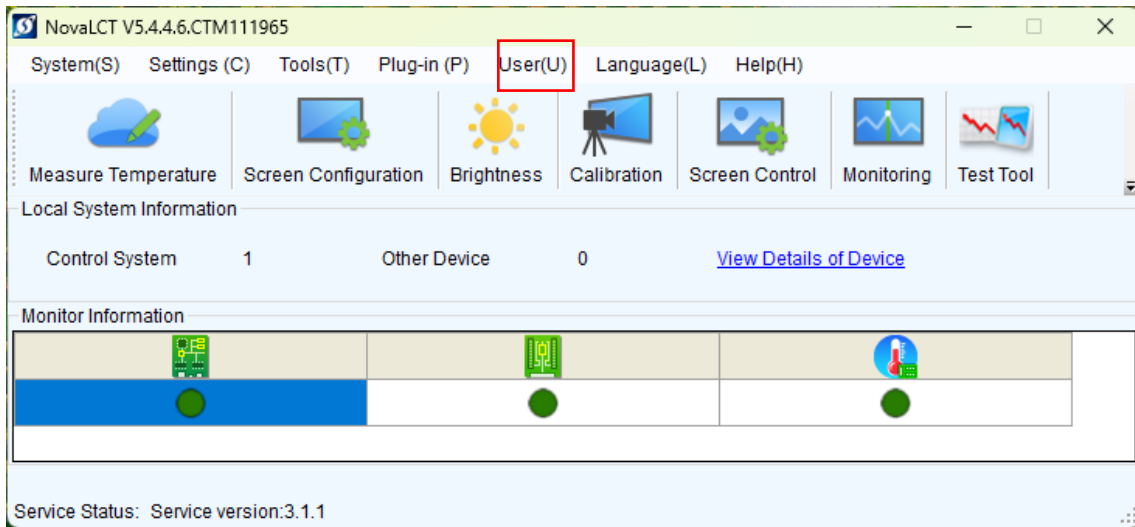 NovaLCT V5.4.4.6.CTM111965
System(S) Settings (C) Tools(T) Plug-in (P) User(U) Language(L) Help(H)
Measure Temperature Screen Configuration Brightness Calibration Screen Control Monitoring Test Tool
Local System Information
Control System 1 Other Device 0 View Details of Device
Monitor Information
Service Status: Service version:3.1.1